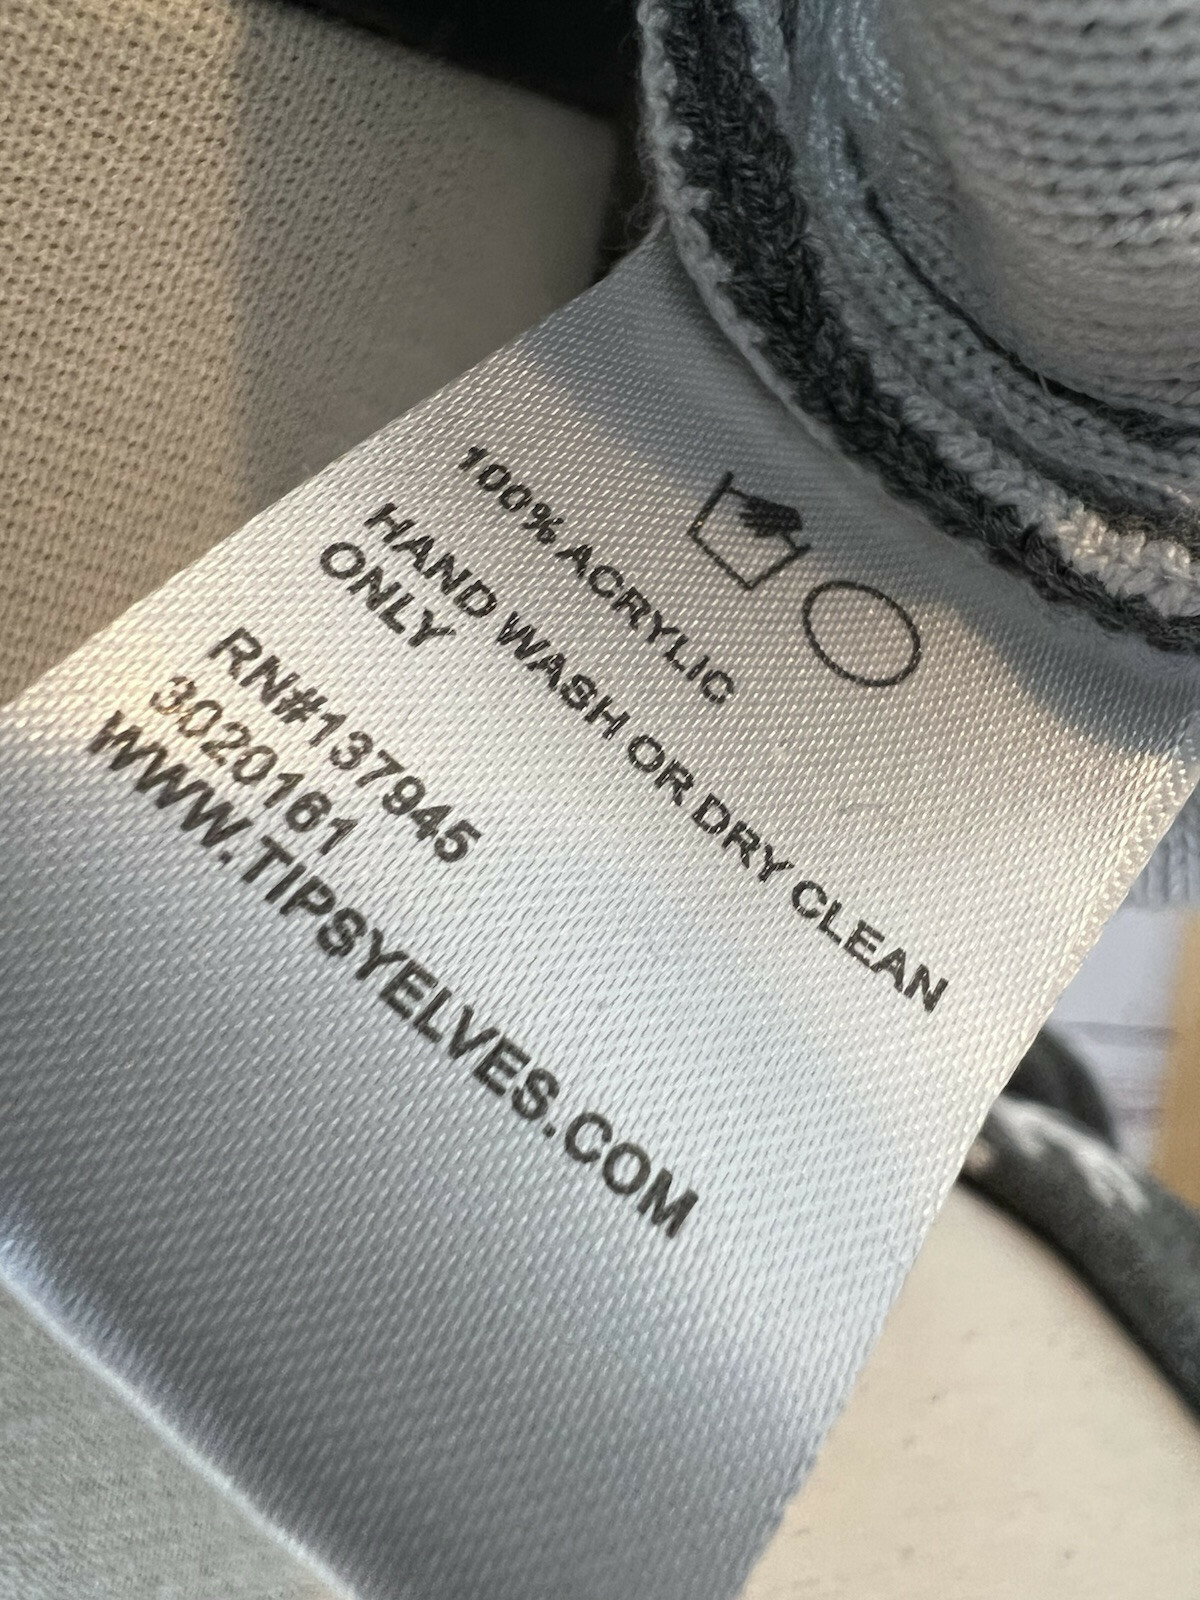 100% ACRYLIC
HAND WASH OR DRY CLEAN
ONLY
RN#137945
3020161
WWW.TIPSYELVES.COM